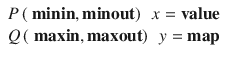 P ( minin, minout) x = value
Q ( maxin, maxout) y = map